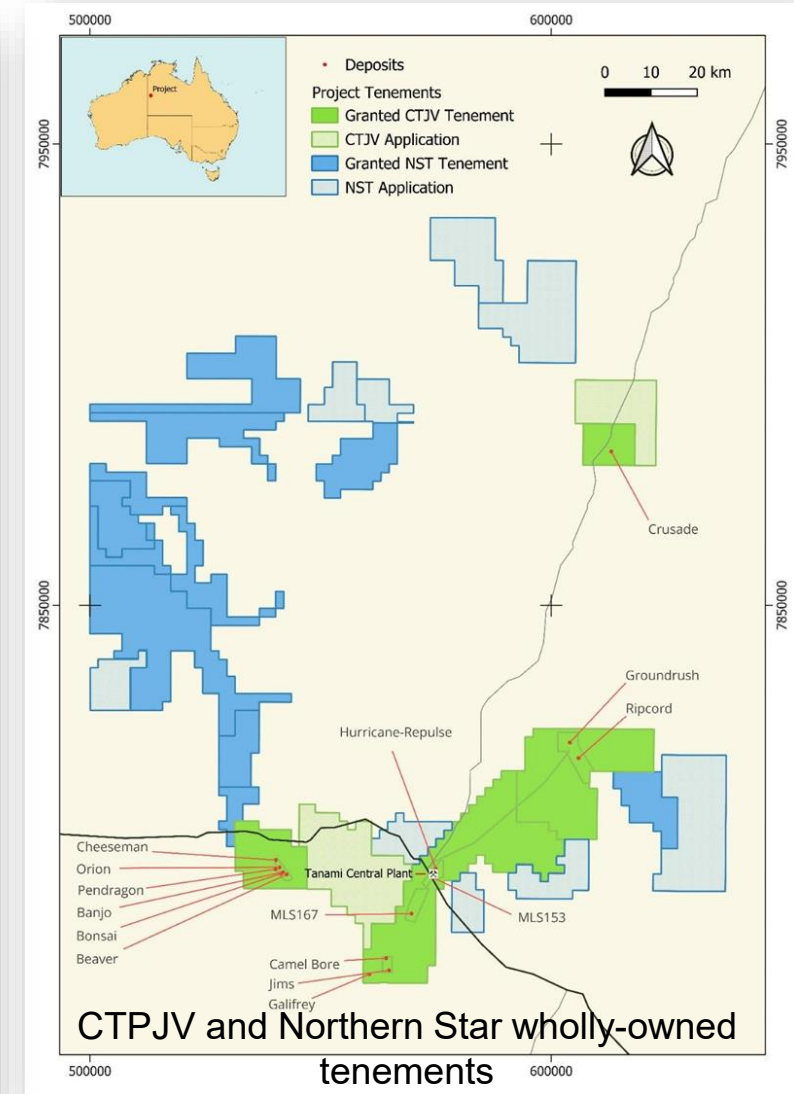 500000
600000
Project
Deposits
Project Tenements
Granted CTJV Tenement
CTJV Application
Granted NST Tenement
NST Application
0 10 20 km
7950000
7950000
Crusade
7850000
7850000
Groundrush
Ripcord
Hurricane-Repulse
Cheeseman
Orion
Pendragon
Banjo
Bonsai
Beaver
Tanami Central Plant
MLS167
MLS153
Camel Bore
Jims
Galifrey
CTPJV and Northern Star wholly-owned
tenements
500000
600000